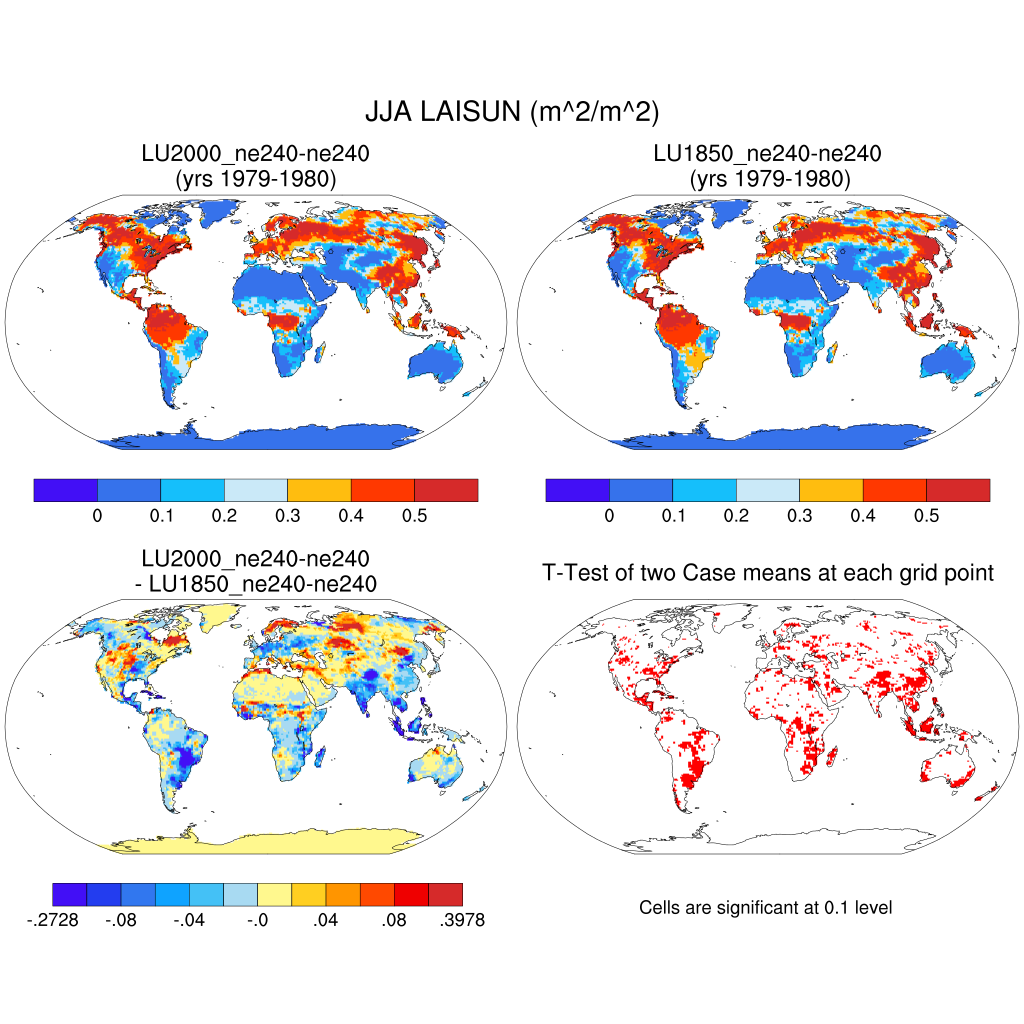 JJA LAISUN (m^2/m^2)
LU2000_ne240-ne240
(yrs 1979-1980)
LU1850_ne240-ne240
(yrs 1979-1980)
0 0.1 0.2 0.3 0.4 0.5
0 0.1 0.2 0.3 0.4 0.5
LU2000_ne240-ne240
- LU1850_ne240-ne240
T-Test of two Case means at each grid point
-.2728 -.08 -.04 -.0 .04 .08 .3978
Cells are significant at 0.1 level